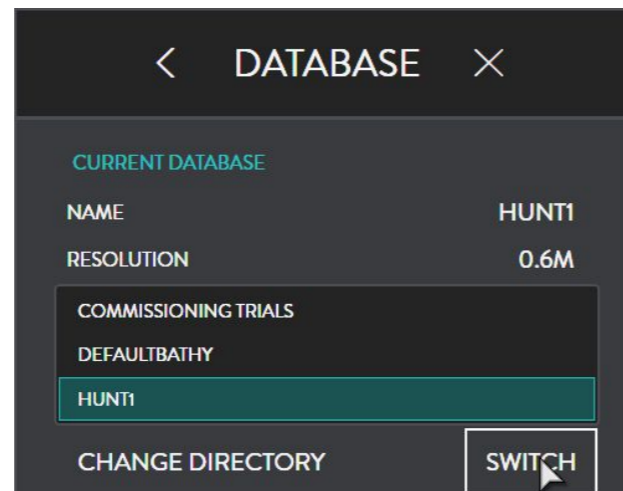 DATABASE
CURRENT DATABASE
NAME HUNT1
RESOLUTION 0.6M
COMMISSIONING TRIALS
DEFAULTBATHY
HUNT1
CHANGE DIRECTORY SWITCH